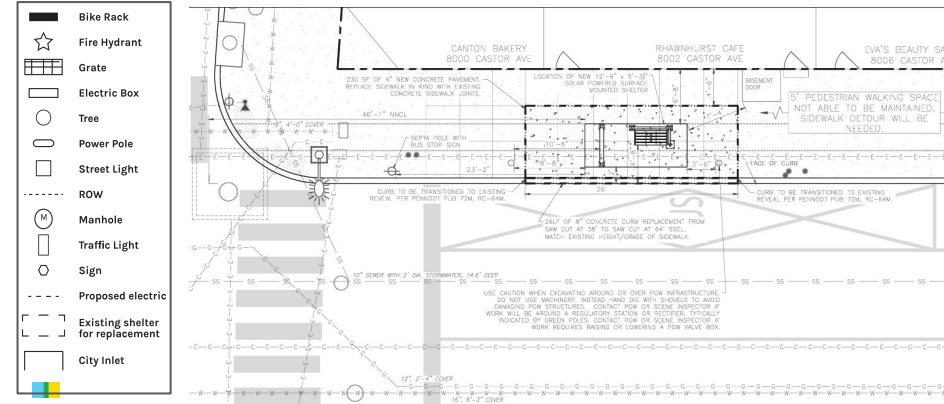 Bike Rack
Fire Hydrant
Grate
Electric Box
Tree
Power Pole
Street Light
ROW
M
Manhole
Traffic Light
Sign
Proposed electric
Existing shelter
for replacement
City Inlet
CANTON BAKERY
8000 CASTOR AVE
RHAWNHURST CAFE
8002 CASTOR AVE
EVA'S BEAUTY SA
8006 CASTOR A
230 SF OF 4" NEW CONCRETE PAVEMENT.
REPLACE SIDEWALK IN KIND WITH EXISTING
CONCRETE SIDEWALK JOINTS.
LOCATION OF NEW 12'-6" x 5'-3"
SOLAR POWERED SURFACE
MOUNTED SHELTER
BASEMENT
DOOR
5' PEDESTRIAN WALKING SPACE
NOT ABLE TO BE MAINTAINED.
SIDEWALK DETOUR WILL BE
NEEDED.
46'-1" NNCL
4'-0" COVER
SEPTA POLE WITH
BUS STOP SIGN
10'-6"
8'-8"
23'-2"
3'-6"
26'
FACE OF CURB
CURB TO BE TRANSITIONED TO EXISTING
REVEAL PER PENNDOT PUB 72M, RC-64M.
CURB TO BE TRANSITIONED TO EXISTING
REVEAL PER PENNDOT PUB 72M, RC-64M.
26LF OF 8" CONCRETE CURB REPLACEMENT FROM
SAW CUT AT 38' TO SAW CUT AT 64' SSCL.
MATCH EXISTING HEIGHT/GRADE OF SIDEWALK.
10" SEWER WITH 2' DIA. STORMWATER, 14.6' DEEP
USE CAUTION WHEN EXCAVATING AROUND OR OVER PGW INFRASTRUCTURE.
DO NOT USE MACHINERY, INSTEAD HAND DIG WITH SHOVELS TO AVOID
DAMAGING PGW STRUCTURES. CONTACT PGW OR SCENE INSPECTOR IF
WORK WILL BE AROUND A REGULATORY STATION OR RECTIFIER, TYPICALLY
INDICATED BY GREEN POLES. CONTACT PGW OR SCENE INSPECTOR IF
WORK REQUIRES RAISING OR LOWERING A PGW VALVE BOX.
12", 2'-4" COVER
16", 6'-3" COVER